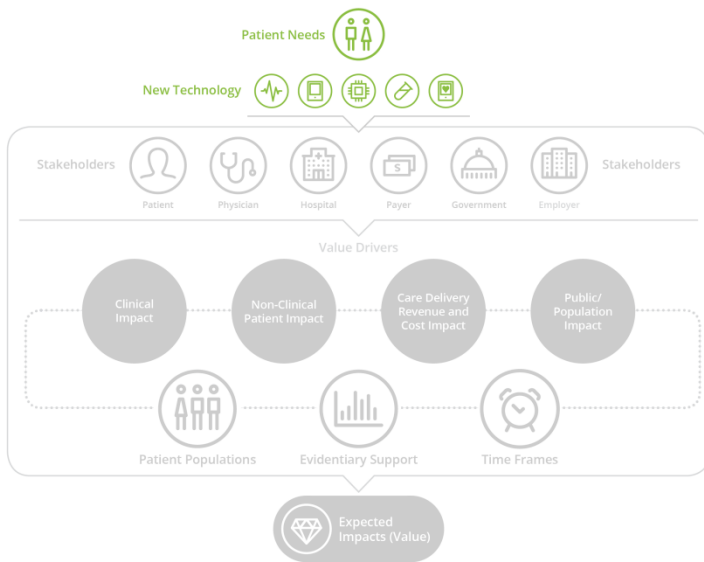 Patient Needs
New Technology
Stakeholders
Stakeholders
Patient
Physician
Hospital
$
Payer
Government
Employer
Value Drivers
Clinical
Impact
Non-Clinical
Patient Impact
Care Delivery
Revenue and
Cost Impact
Public/
Population
Impact
Patient Populations
Evidentiary Support
Time Frames
Expected
Impacts (Value)